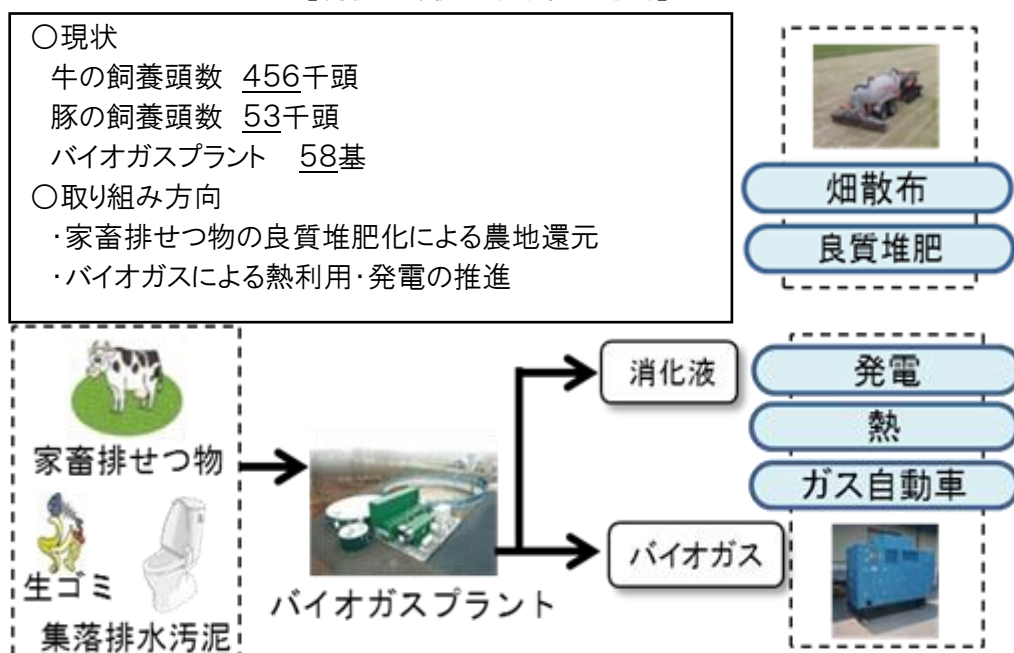 ○現状
牛の飼養頭数 456千頭
豚の飼養頭数 53千頭
バイオガスプラント 58基
○取り組み方向
・家畜排せつ物の良質堆肥化による農地還元
・バイオガスによる熱利用・発電の推進
畑散布
良質堆肥
家畜排せつ物
生ゴミ
集落排水汚泥
バイオガスプラント
消化液
バイオガス
発電
熱
ガス自動車